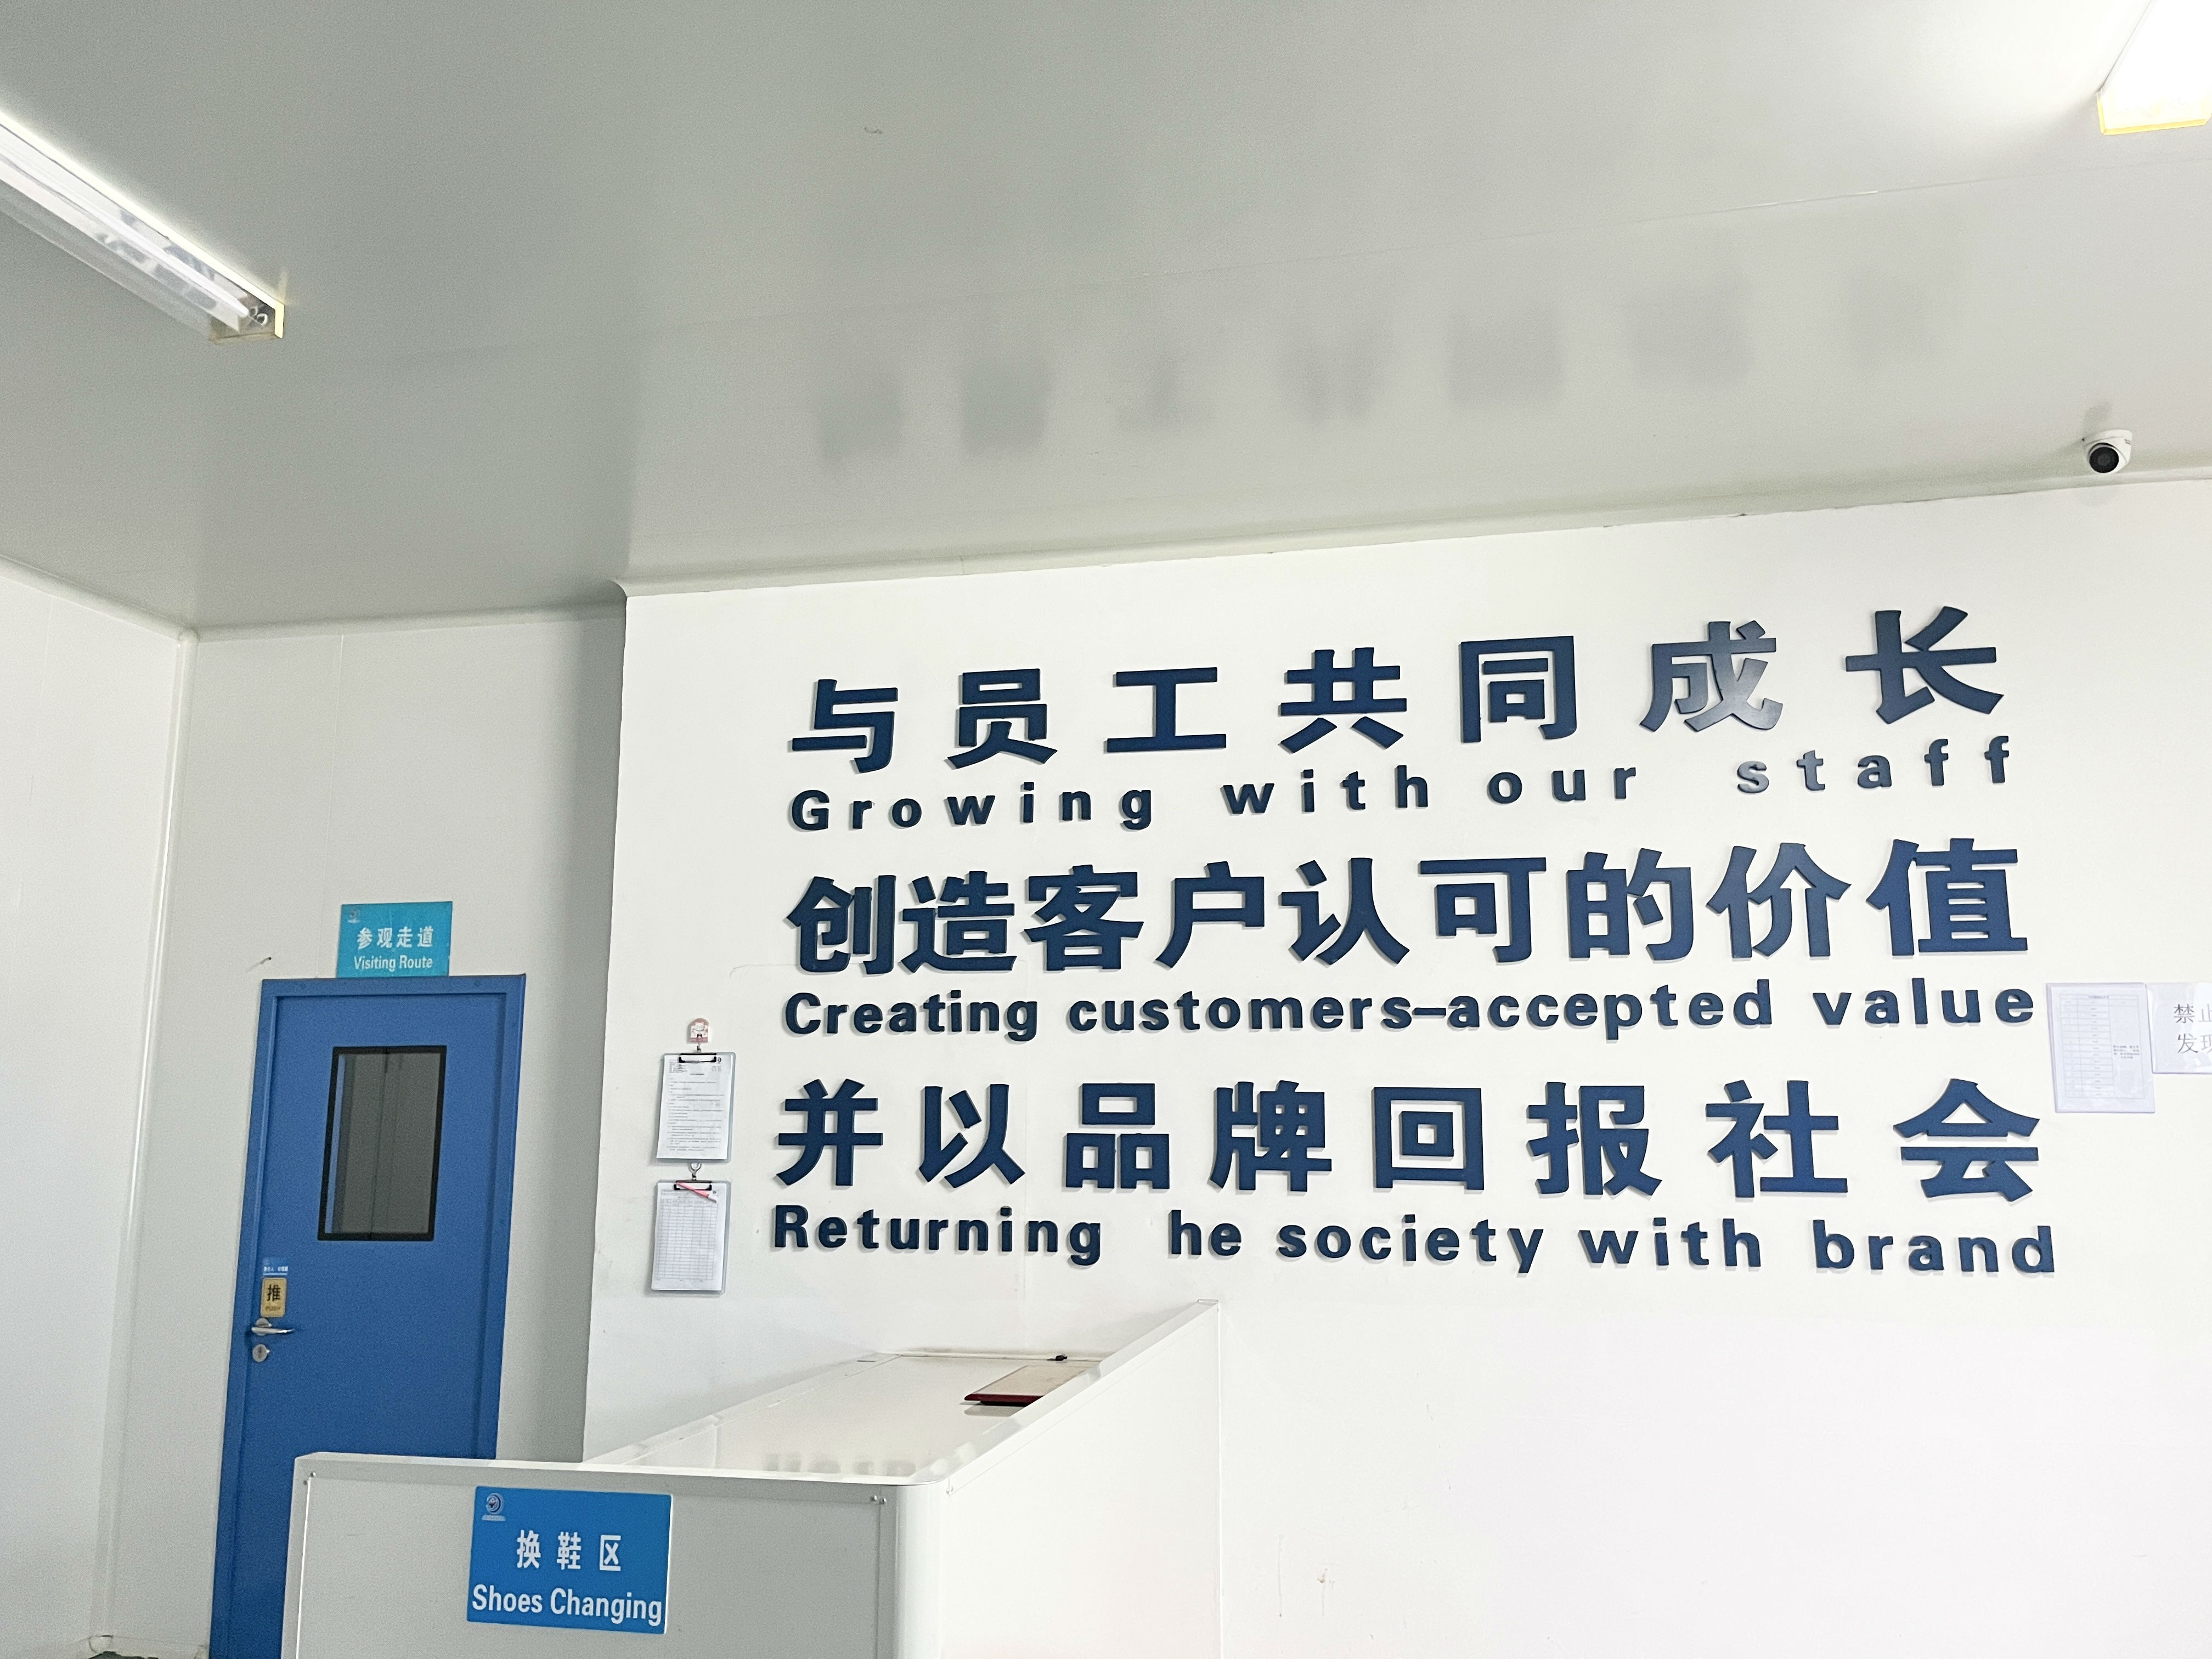 与员工共同成长
Growing with our staff
创造客户认可的价值
Creating customers-accepted value
并以品牌回报社会
Returning he society with brand
参观走道
Visiting Route
推
换鞋区
Shoes Changing
禁止